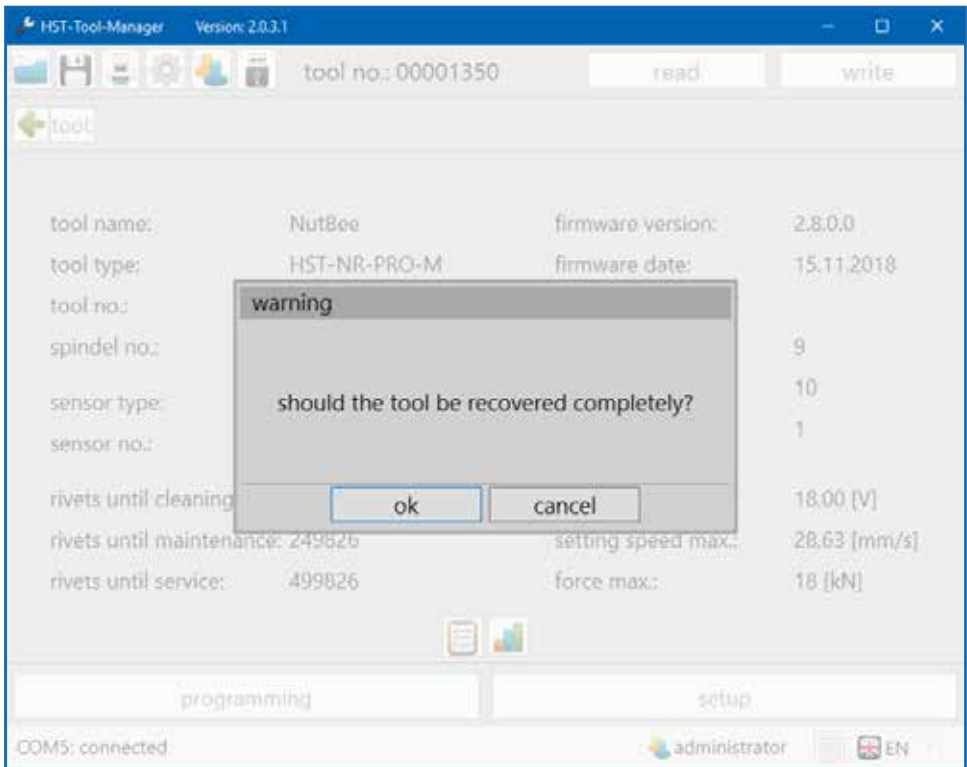 HST-Tool-Manager Version: 2.0.3.1
tool no.: 00001350 read write
tool
tool name: NutBee firmware version: 2.8.0.0
tool type: HST-NR-PRO-M firmware date: 15.11.2018
tool no.:
warning
spindel no.: 9
sensor type: 10
should the tool be recovered completely?
sensor no.: 1
rivets until cleaning 18.00 [V]
ok cancel
rivets until maintenance: 249826 setting speed max.: 28.63 [mm/s]
rivets until service: 499826 force max.: 18 [kN]
programming setup
COM5: connected administrator EN